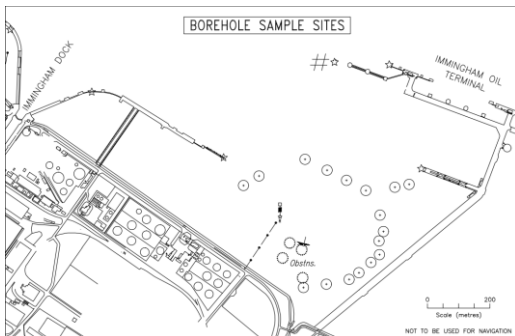 BOREHOLE SAMPLE SITES
IMMINGHAM DOCK
IMMINGHAM OIL
TERMINAL
Obstns.
0 200
Scale (metres)
NOT TO BE USED FOR NAVIGATION